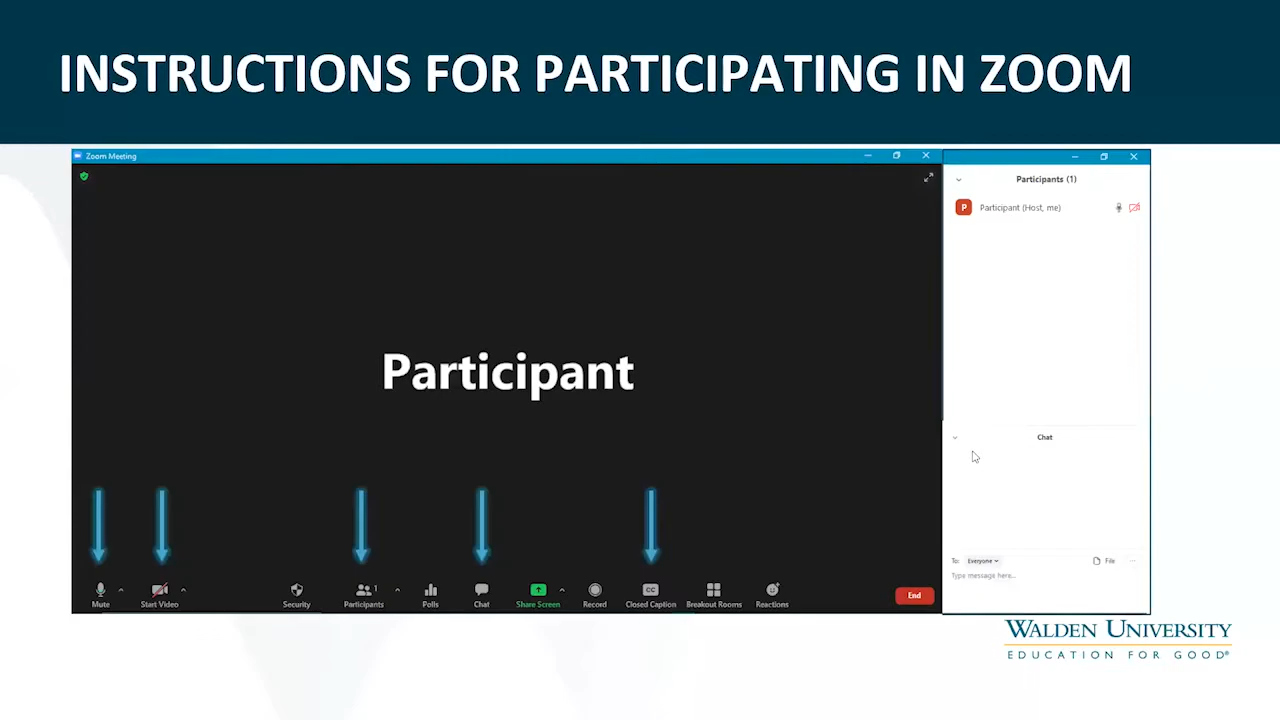 INSTRUCTIONS FOR PARTICIPATING IN ZOOM
Zoom Meeting
Participants (1)
P Participant (Host, me)
Participant
Chat
To: Everyone File ...
Type message here...
Mute Start Video Security Participants 1 Polls Chat Share Screen Record CC Closed Caption Breakout Rooms Reactions End
WALDEN UNIVERSITY
EDUCATION FOR GOOD®